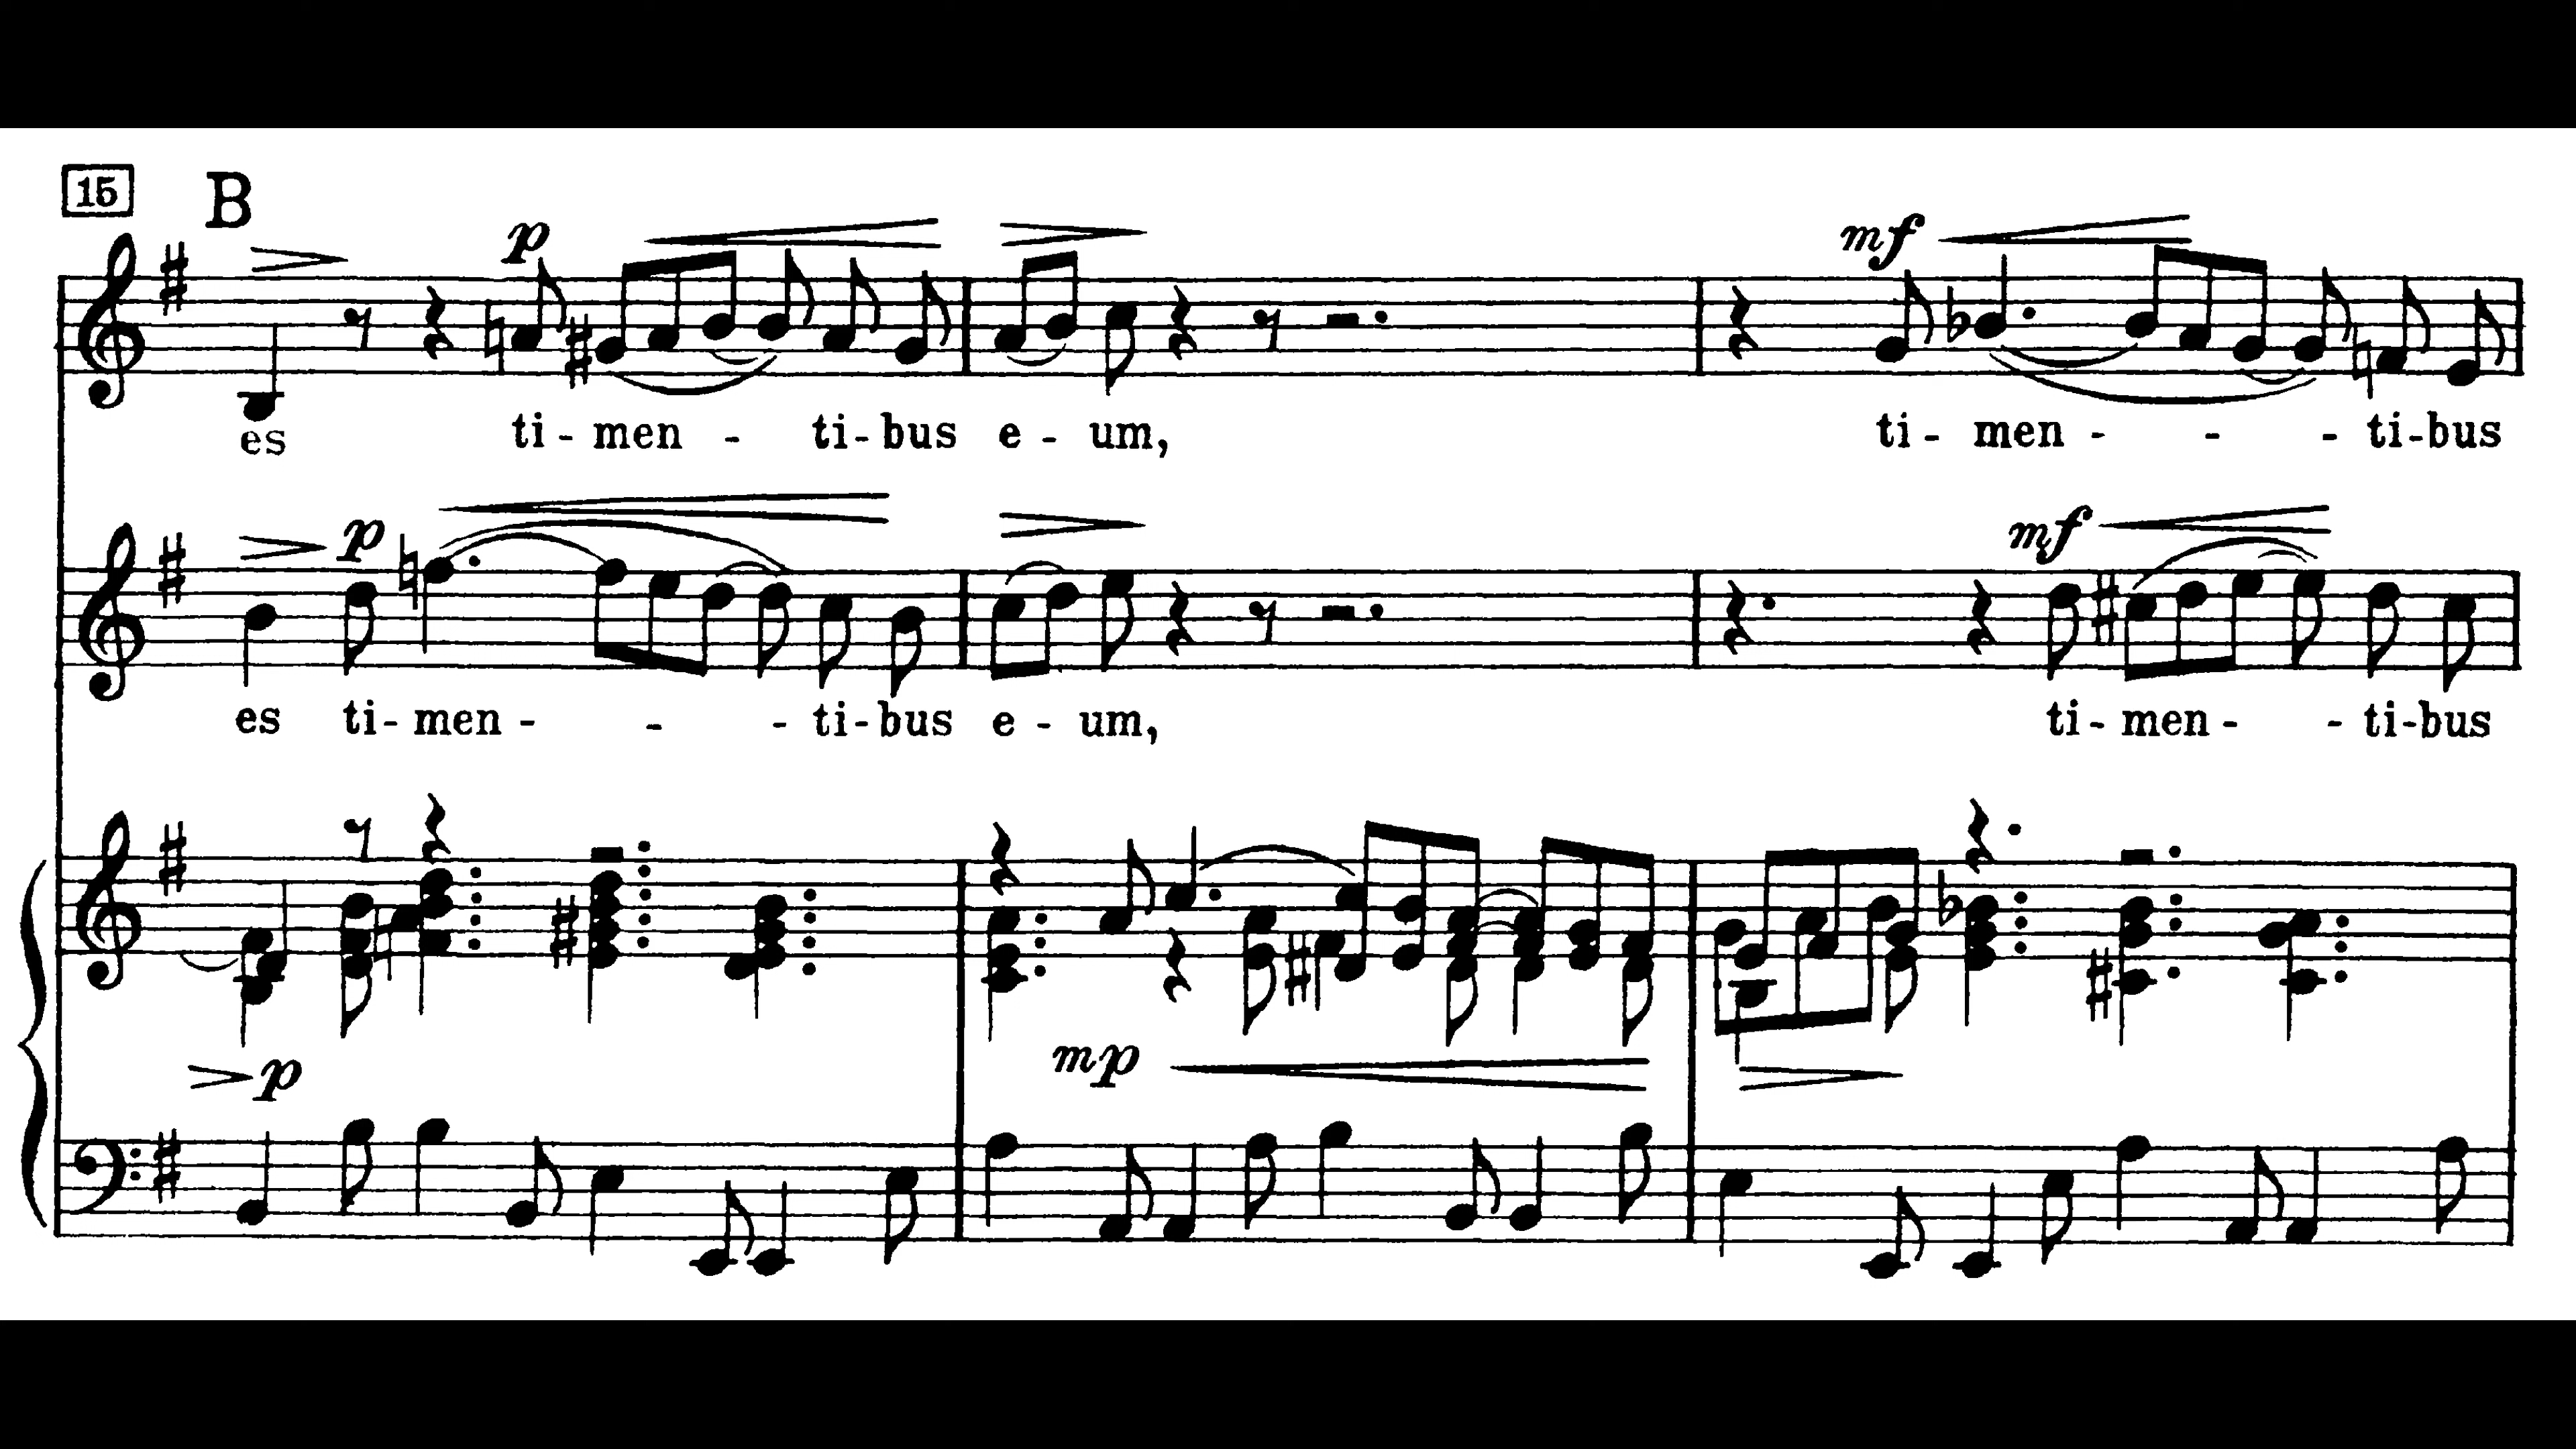 15 B
p mf
es ti - men - ti - bus e - um, ti - men - - - ti - bus
p mf
es ti - men - - - ti - bus e - um, ti - men - - ti - bus
p mp